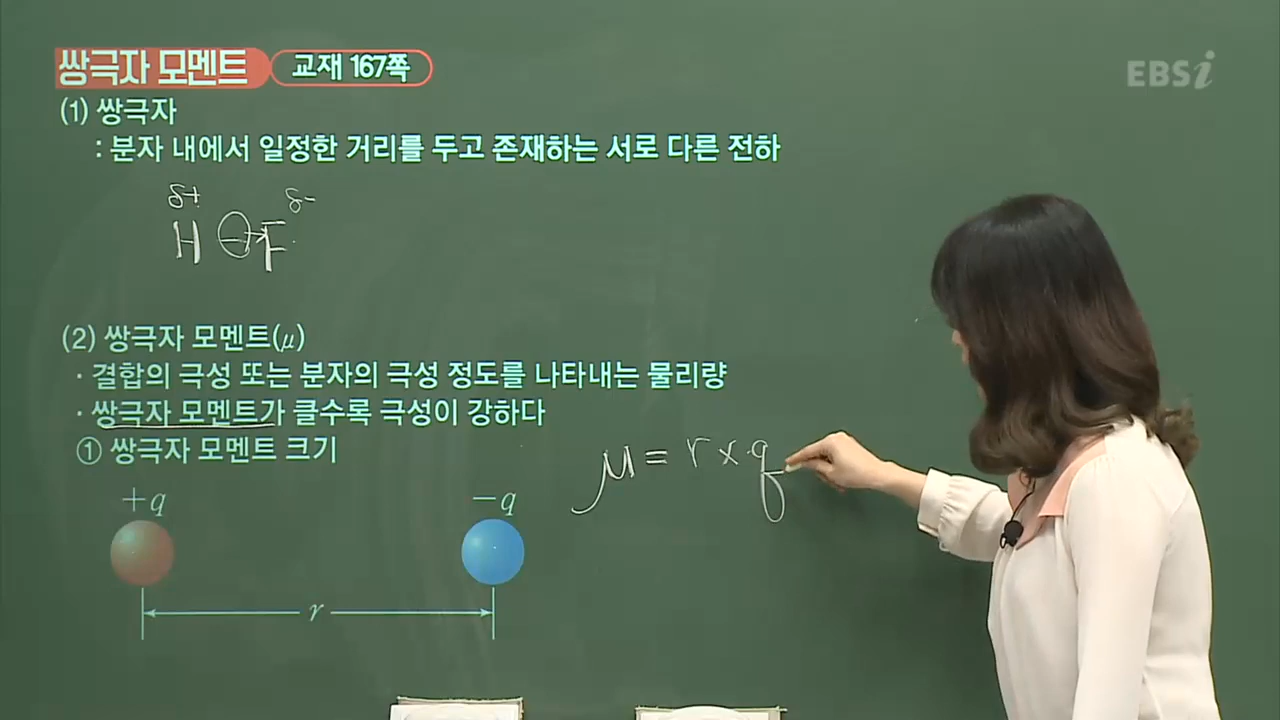 쌍극자 모멘트 교재 167쪽
EBSi
(1) 쌍극자
: 분자 내에서 일정한 거리를 두고 존재하는 서로 다른 전하
δ+ δ-
H F
(2) 쌍극자 모멘트(μ)
· 결합의 극성 또는 분자의 극성 정도를 나타내는 물리량
· 쌍극자 모멘트가 클수록 극성이 강하다
① 쌍극자 모멘트 크기
μ = r × q
+q −q
r